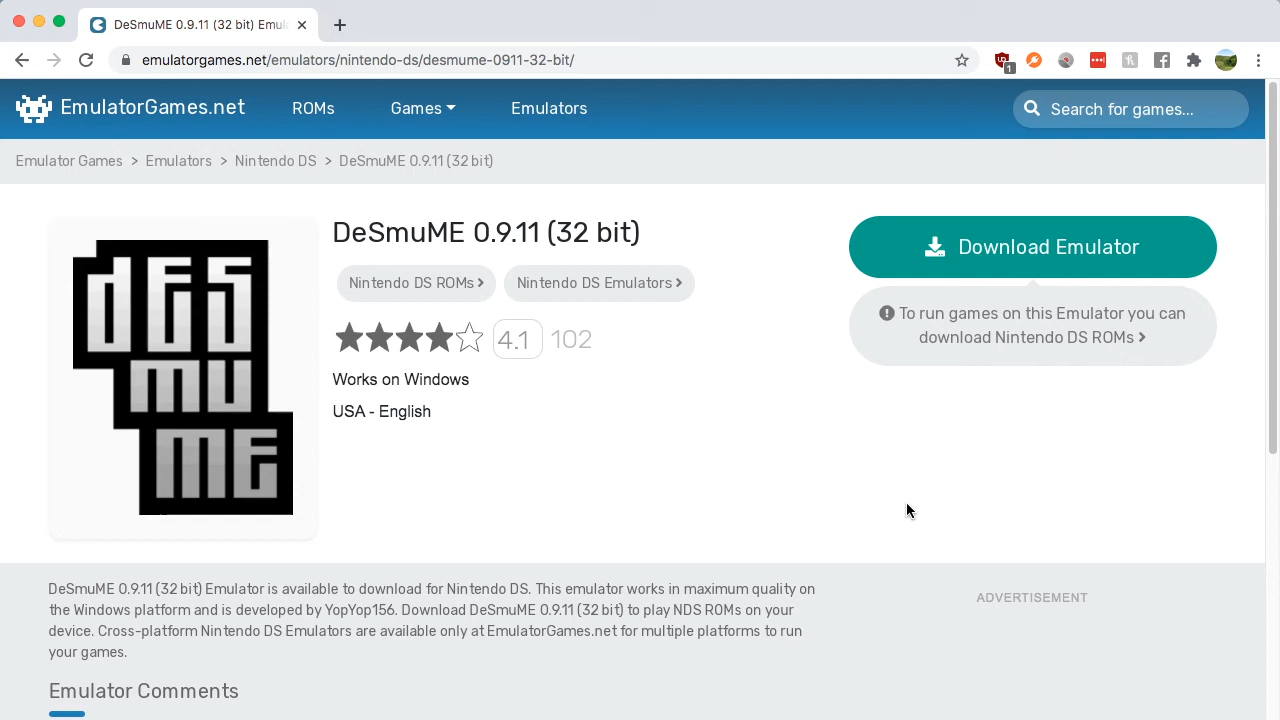 DeSmuME 0.9.11 (32 bit) Emul
emulatorgames.net/emulators/nintendo-ds/desmume-0911-32-bit/
1
EmulatorGames.net
ROMs
Games
Emulators
Search for games...
Emulator Games > Emulators > Nintendo DS > DeSmuME 0.9.11 (32 bit)
DES
MU
ME
DeSmuME 0.9.11 (32 bit)
Nintendo DS ROMs
Nintendo DS Emulators
4.1
102
Works on Windows
USA - English
Download Emulator
To run games on this Emulator you can
download Nintendo DS ROMs
DeSmuME 0.9.11 (32 bit) Emulator is available to download for Nintendo DS. This emulator works in maximum quality on
the Windows platform and is developed by YoYop156. Download DeSmuME 0.9.11 (32 bit) to play NDS ROMs on your
device. Cross-platform Nintendo DS Emulators are available only at EmulatorGames.net for multiple platforms to run
your games.
ADVERTISEMENT
Emulator Comments